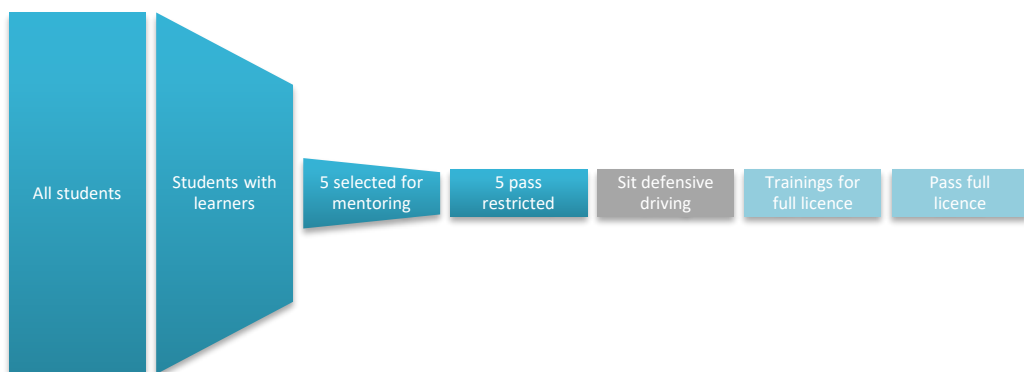 All students
Students with
learners
5 selected for
mentoring
5 pass
restricted
Sit defensive
driving
Trainings for
full licence
Pass full
licence